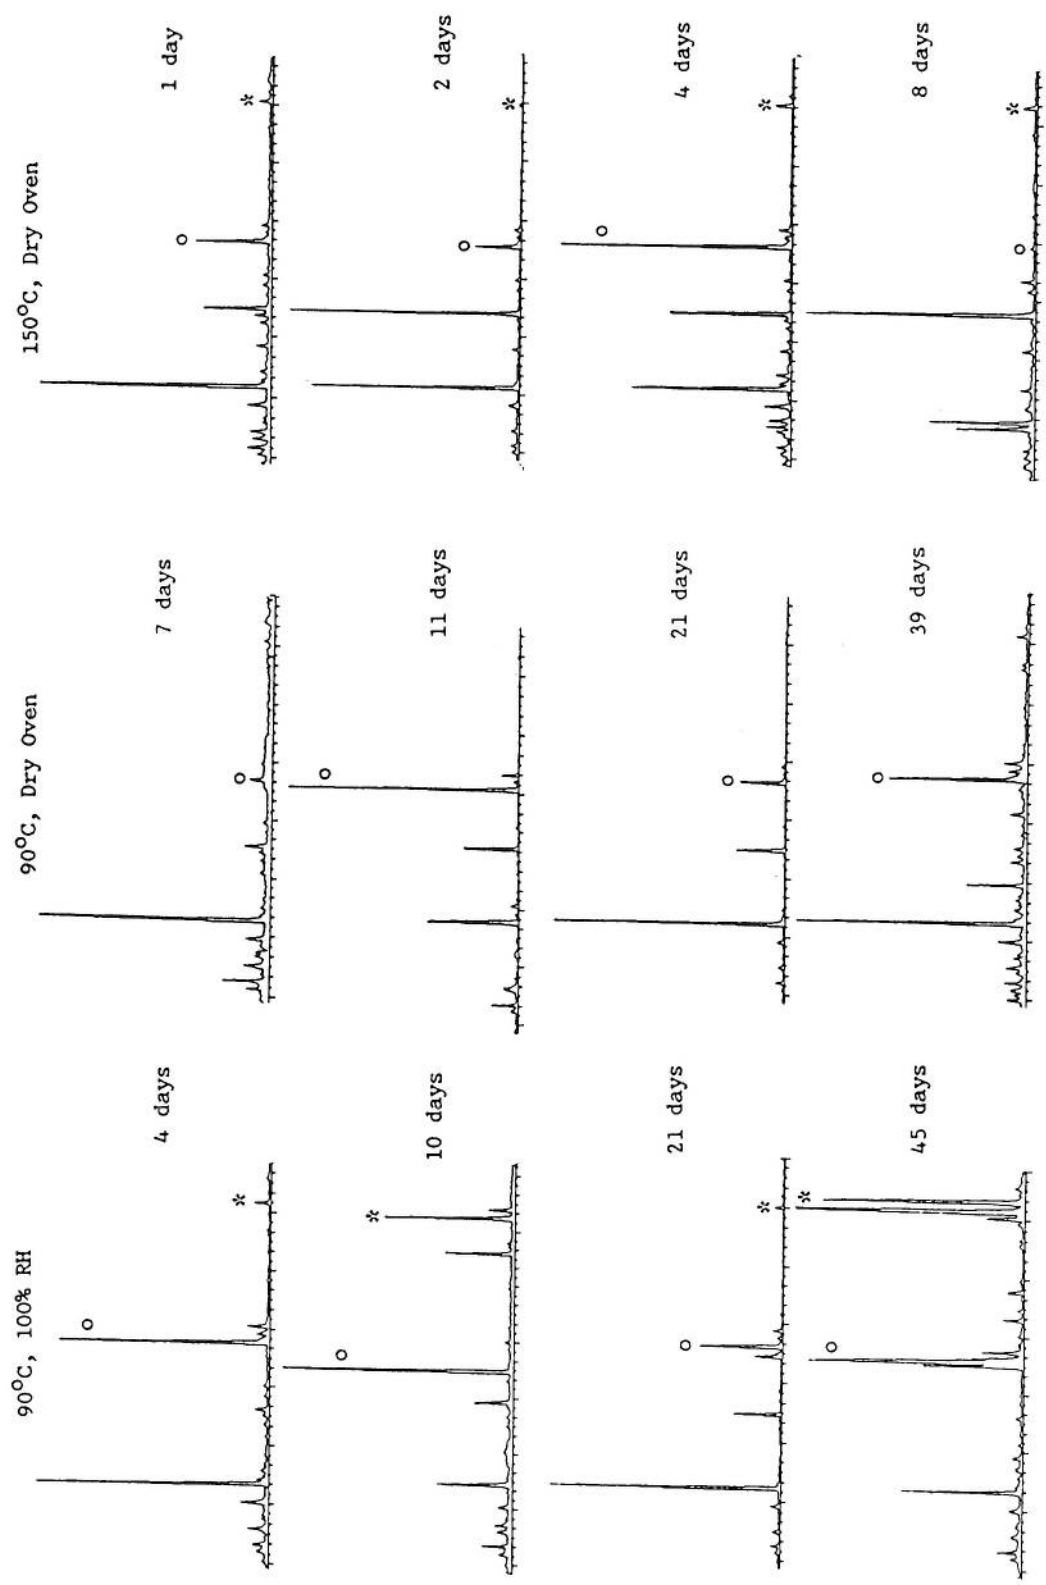 90°C, 100% RH
4 days
10 days
21 days
45 days
90°C, Dry Oven
7 days
11 days
21 days
39 days
150°C, Dry Oven
1 day
2 days
4 days
8 days